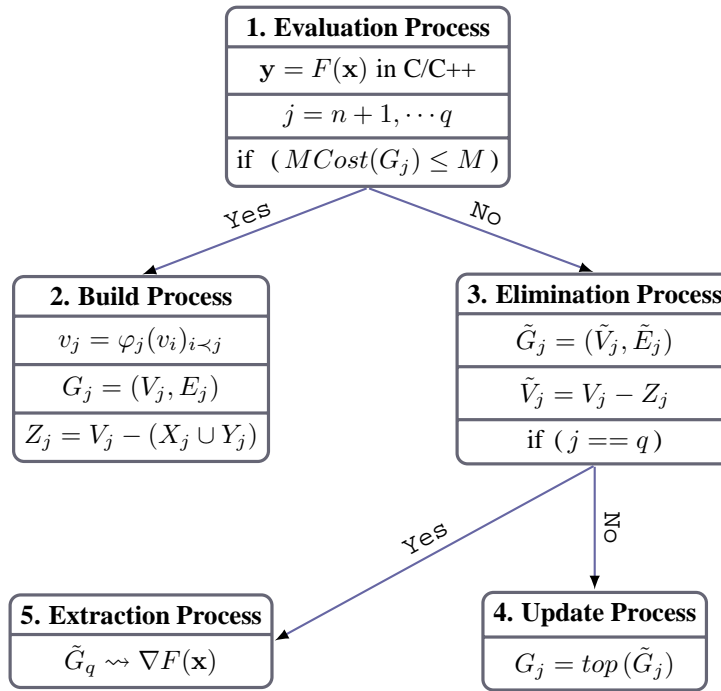 1. Evaluation Process
y = F(x) in C/C++
j = n + 1, ⋯ q
if (MCost(G_j) ≤ M)
Yes
No
2. Build Process
v_j = φ_j(v_i)_{i≺j}
G_j = (V_j, E_j)
Z_j = V_j − (X_j ∪ Y_j)
3. Elimination Process
G̃_j = (Ṽ_j, Ẽ_j)
Ṽ_j = V_j − Z_j
if (j == q)
Yes
No
5. Extraction Process
G̃_q ⇝ ∇F(x)
4. Update Process
G_j = top(G̃_j)